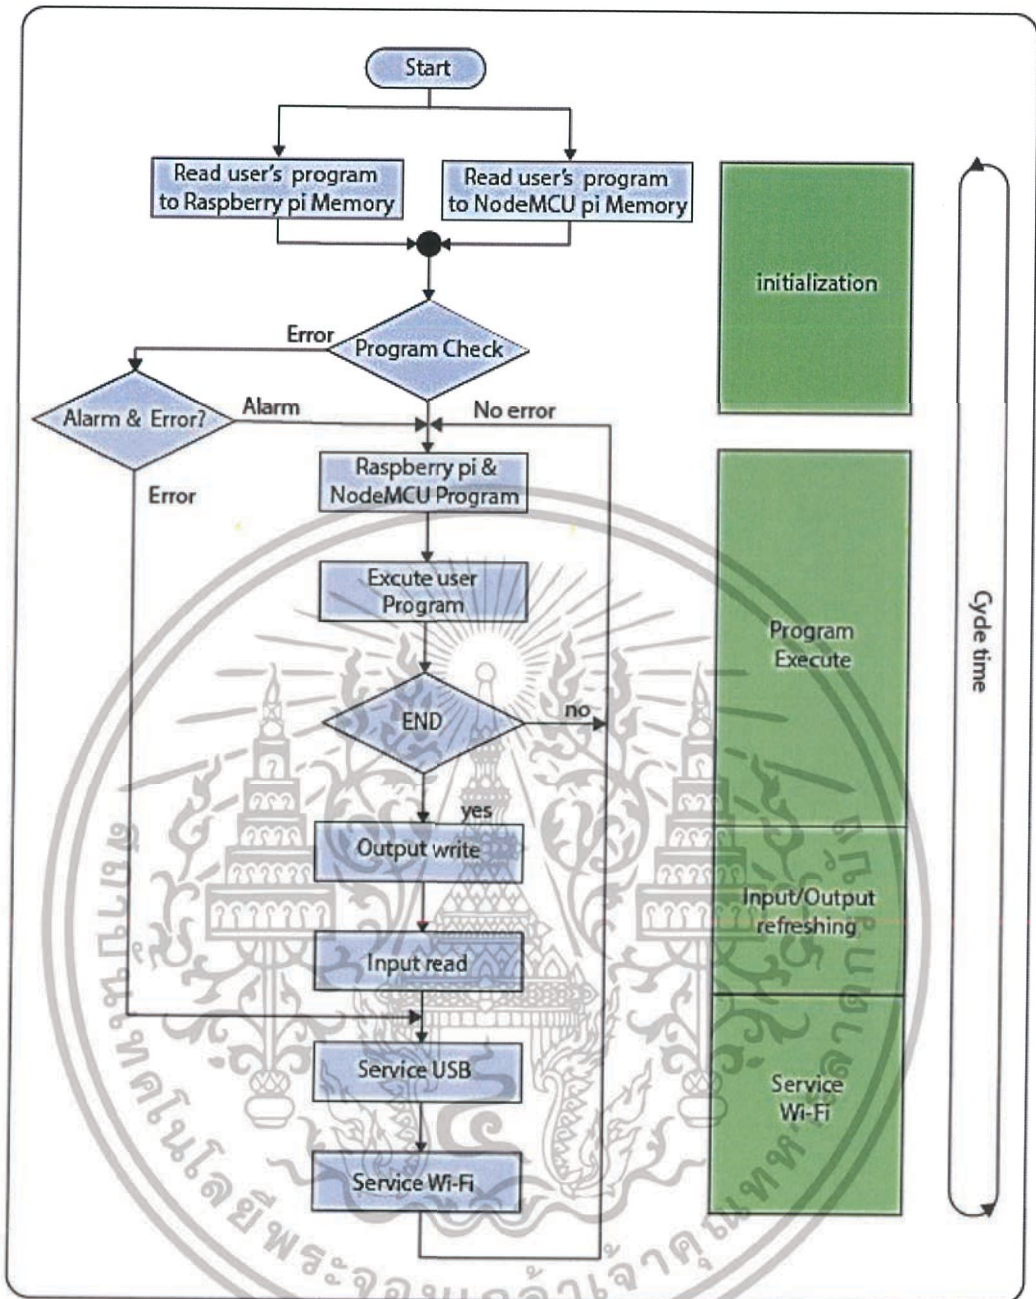 Start
Read user's program
to Raspberry pi Memory
Read user's program
to NodeMCU pi Memory
initialization
Error
Program Check
Alarm & Error?
Alarm
No error
Raspberry pi &
NodeMCU Program
Error
Excute user
Program
Program
Execute
Cycle time
END
no
yes
Output write
Input/Output
refreshing
Input read
Service USB
Service
Wi-Fi
Service Wi-Fi